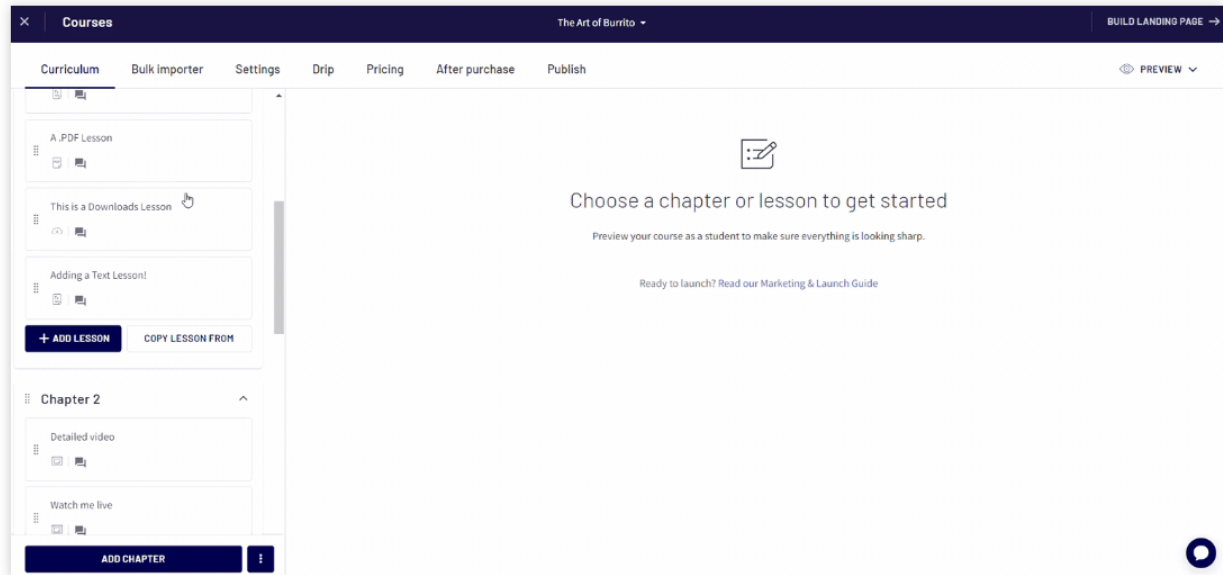 Courses
The Art of Burrito
BUILD LANDING PAGE
Curriculum
Bulk importer
Settings
Drip
Pricing
After purchase
Publish
PREVIEW
A .PDF Lesson
This is a Downloads Lesson
Adding a Text Lesson!
+ ADD LESSON
COPY LESSON FROM
Chapter 2
Detailed video
Watch me live
ADD CHAPTER
Choose a chapter or lesson to get started
Preview your course as a student to make sure everything is looking sharp.
Ready to launch? Read our Marketing & Launch Guide